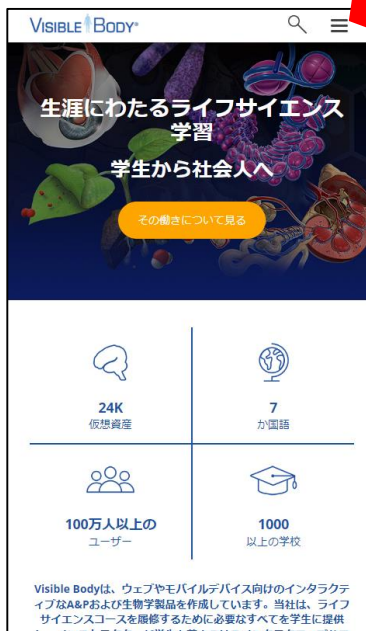 VISIBLE BODY®
生涯にわたるライフサイエンス
学習
学生から社会人へ
その働きについて見る
24K
仮想資産
7
か国語
100万人以上の
ユーザー
1000
以上の学校
Visible Bodyは、ウェブやモバイルデバイス向けのインタラクテ
ィブなA&Pおよび生物学製品を作成しています。当社は、ライフ
サイエンスコースを履修するために必要なすべてを学生に提供